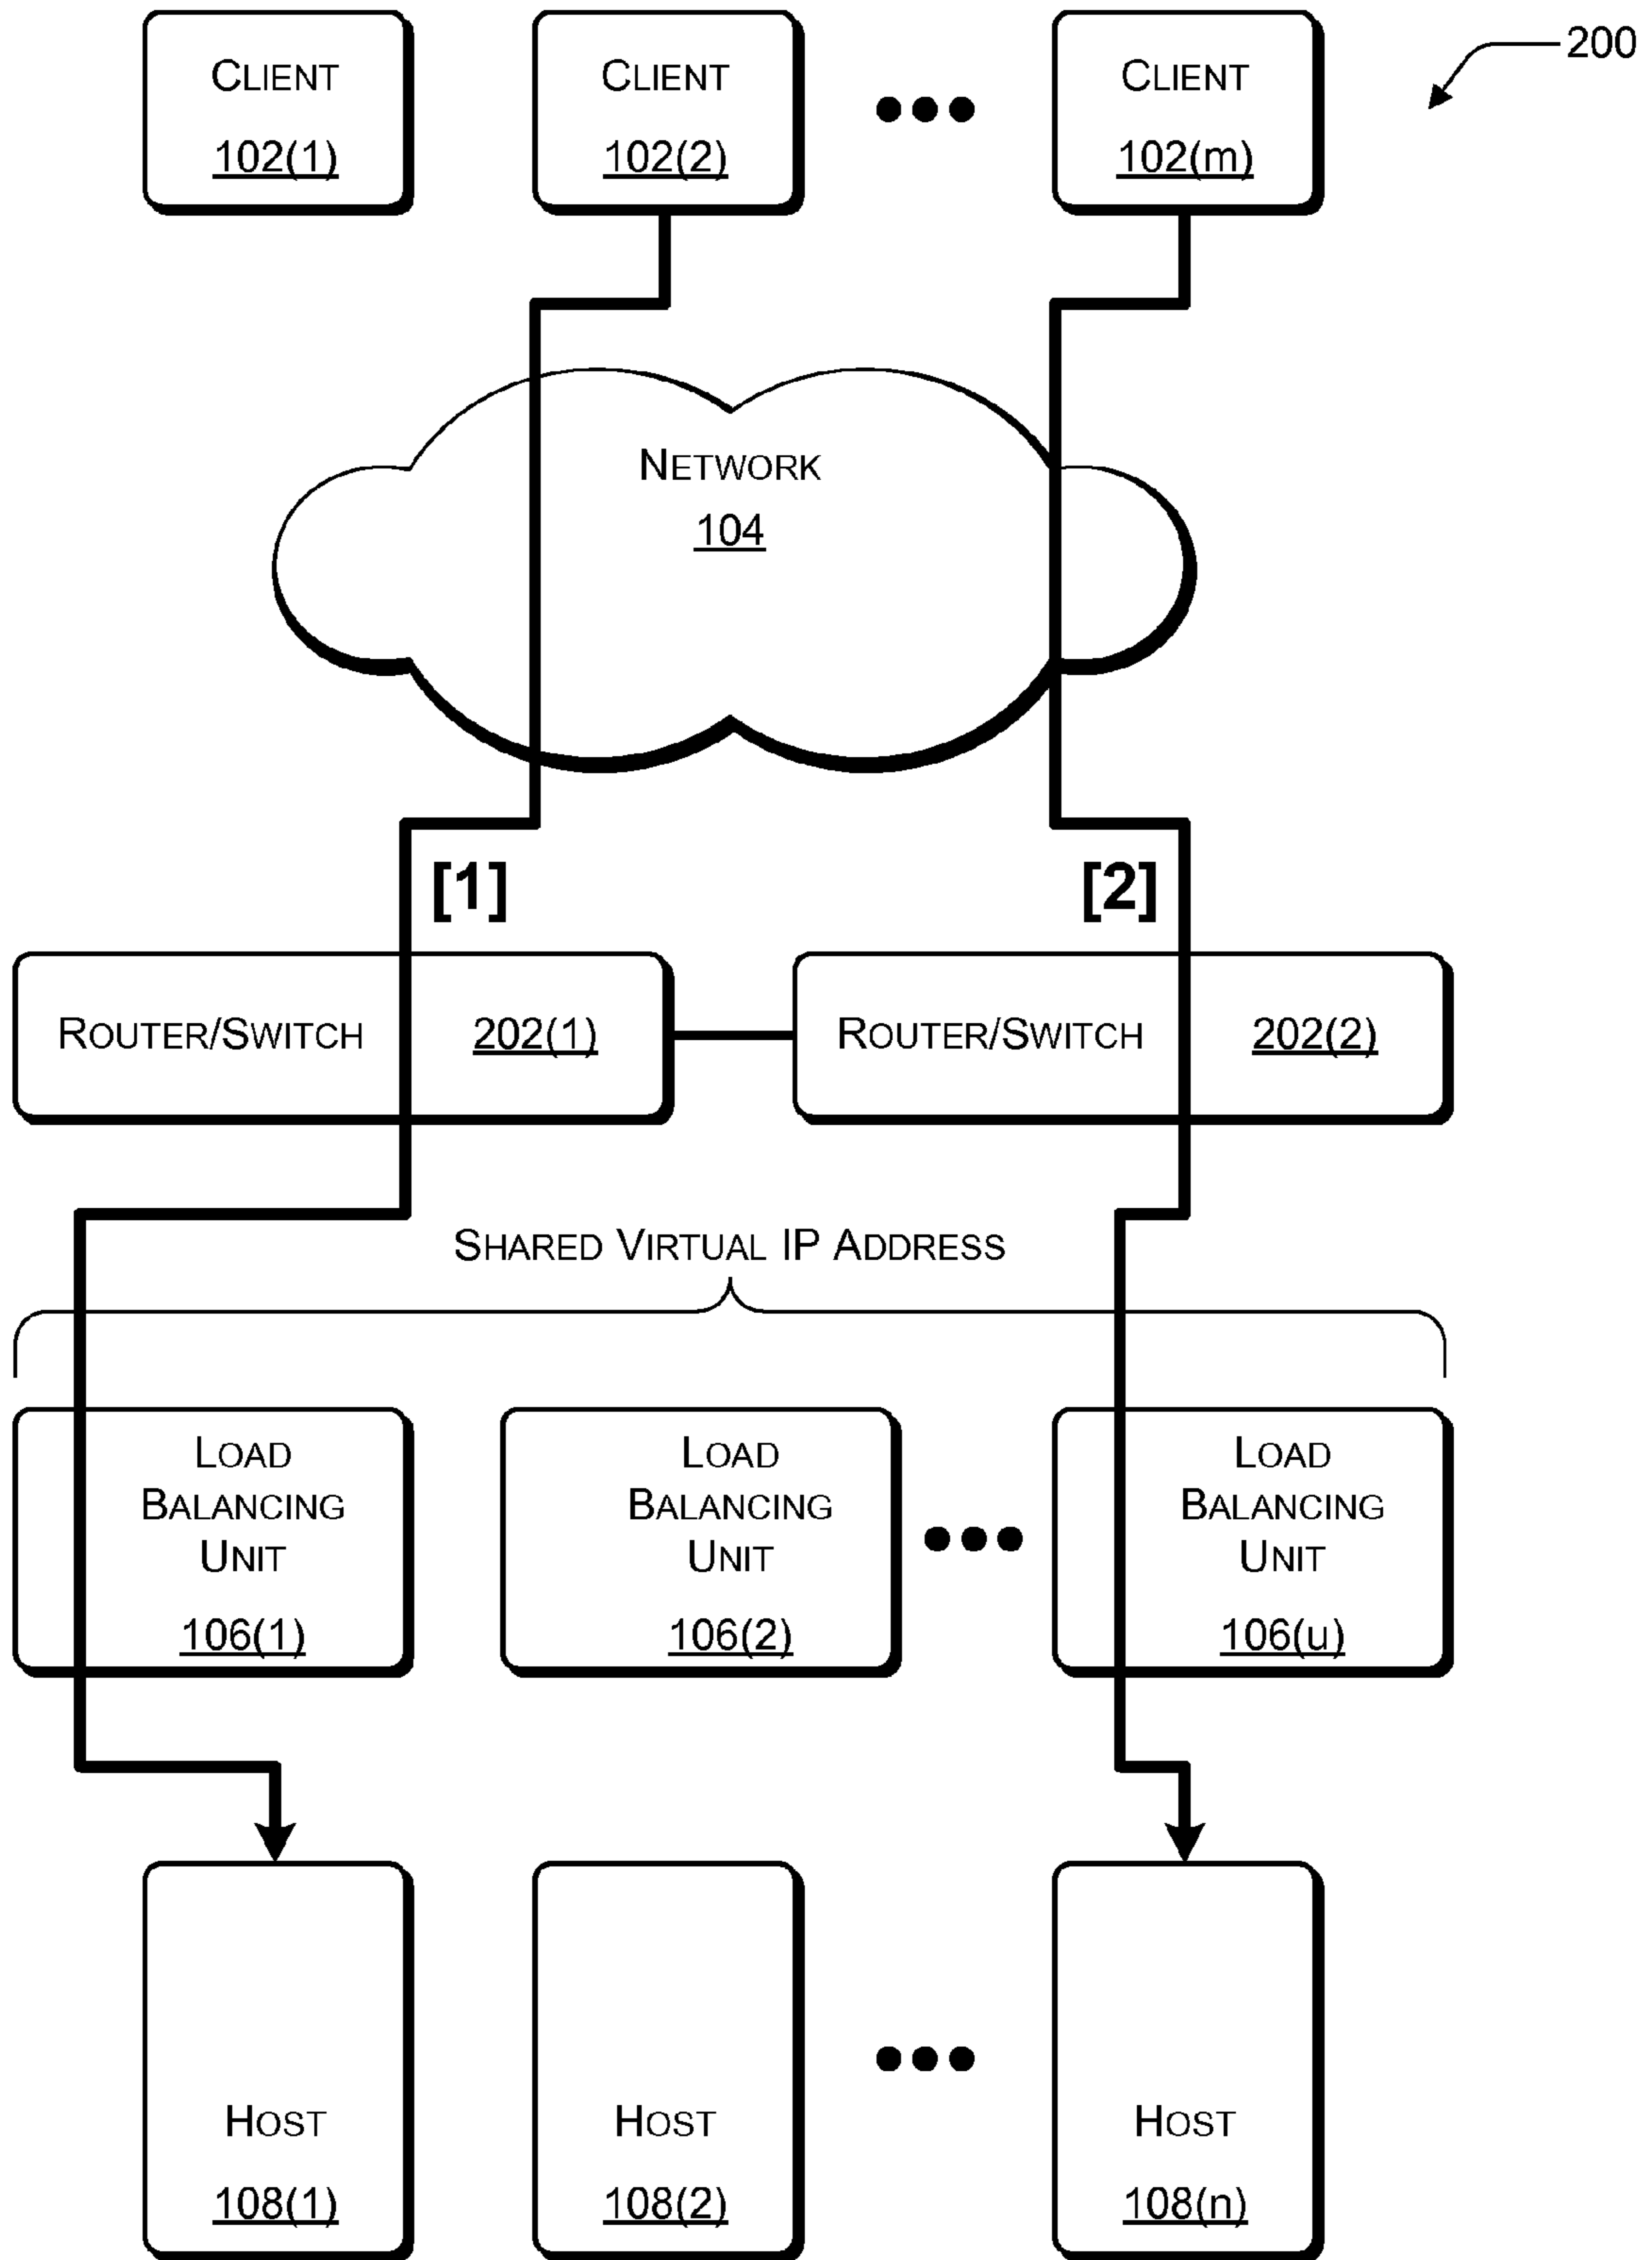 200
CLIENT CLIENT CLIENT
102(1) 102(2) 102(m)
NETWORK
104
[1] [2]
ROUTER/SWITCH 202(1) ROUTER/SWITCH 202(2)
SHARED VIRTUAL IP ADDRESS
LOAD
BALANCING
UNIT
106(1)
LOAD
BALANCING
UNIT
106(2)
LOAD
BALANCING
UNIT
106(u)
HOST HOST HOST
108(1) 108(2) 108(n)